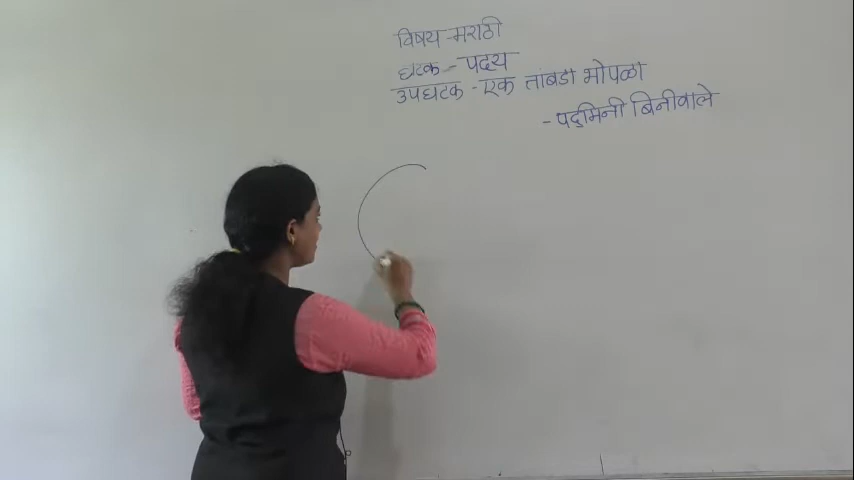 विषय - मराठी
घटक - पद्य
उपघटक - एक तांबडा भोपळा
- पद्मिनी बिनीवाले